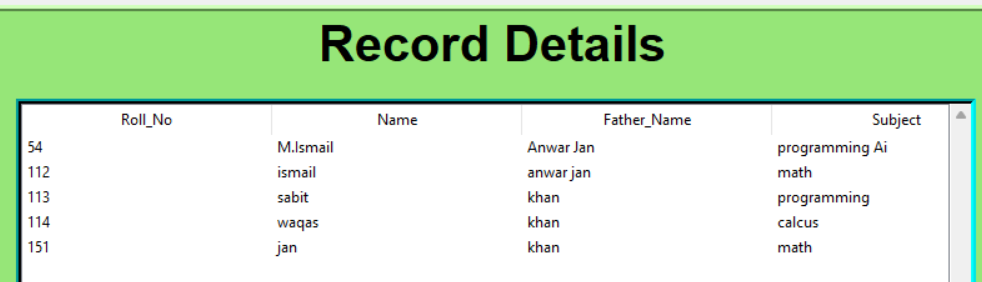 Record Details
Roll_No Name Father_Name Subject
54 M.Ismail Anwar Jan programming Ai
112 ismail anwar jan math
113 sabit khan programming
114 waqas khan calcus
151 jan khan math